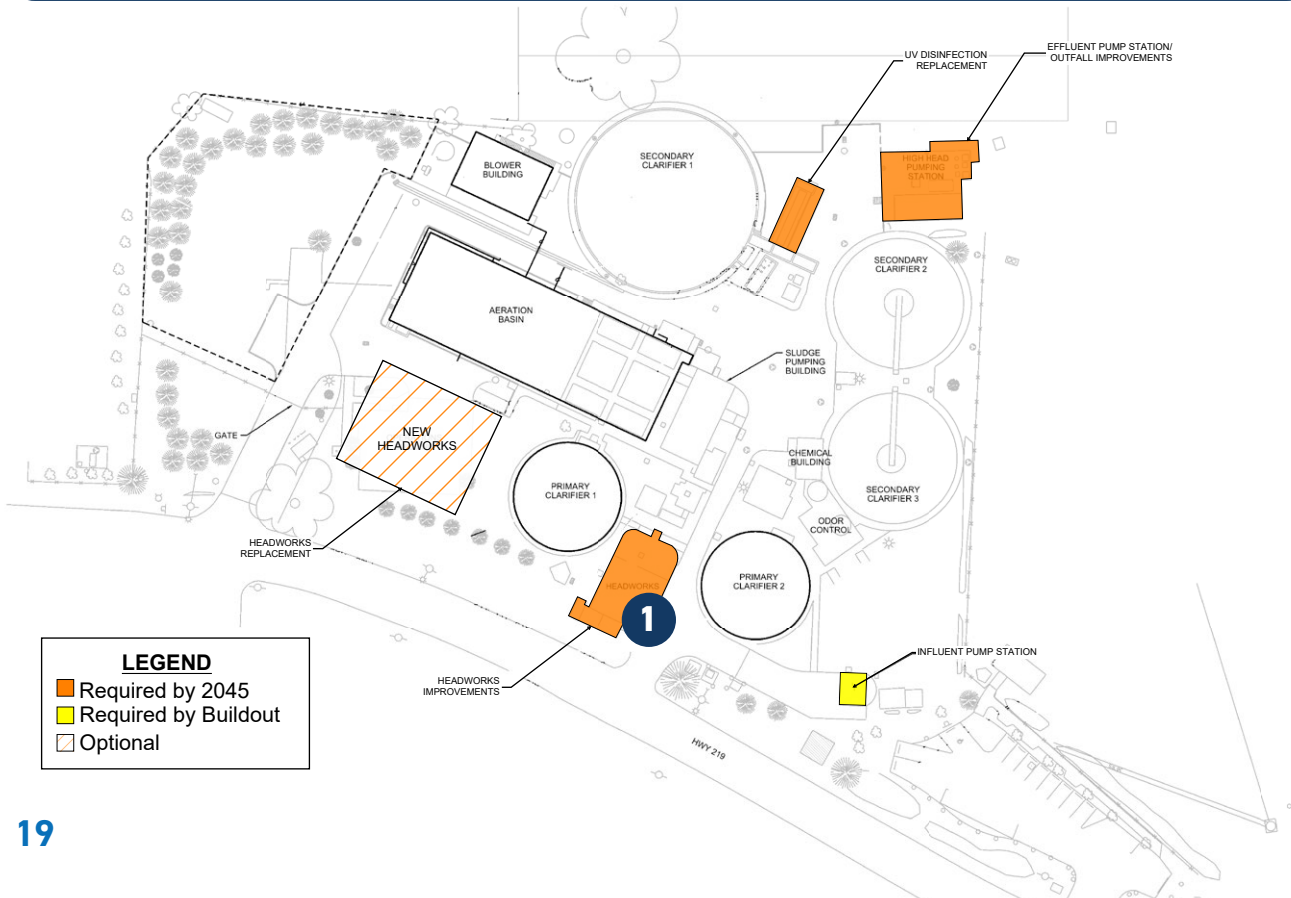 UV DISINFECTION
REPLACEMENT
EFFLUENT PUMP STATION/
OUTFALL IMPROVEMENTS
BLOWER
BUILDING
SECONDARY
CLARIFIER 1
HIGH HEAD
PUMPING
STATION
SECONDARY
CLARIFIER 2
AERATION
BASIN
SLUDGE
PUMPING
BUILDING
GATE
NEW
HEADWORKS
PRIMARY
CLARIFIER 1
CHEMICAL
BUILDING
SECONDARY
CLARIFIER 3
ODOR
CONTROL
HEADWORKS
REPLACEMENT
HEADWORKS
1
PRIMARY
CLARIFIER 2
HEADWORKS
IMPROVEMENTS
INFLUENT PUMP STATION
HWY 219
LEGEND
Required by 2045
Required by Buildout
Optional
19